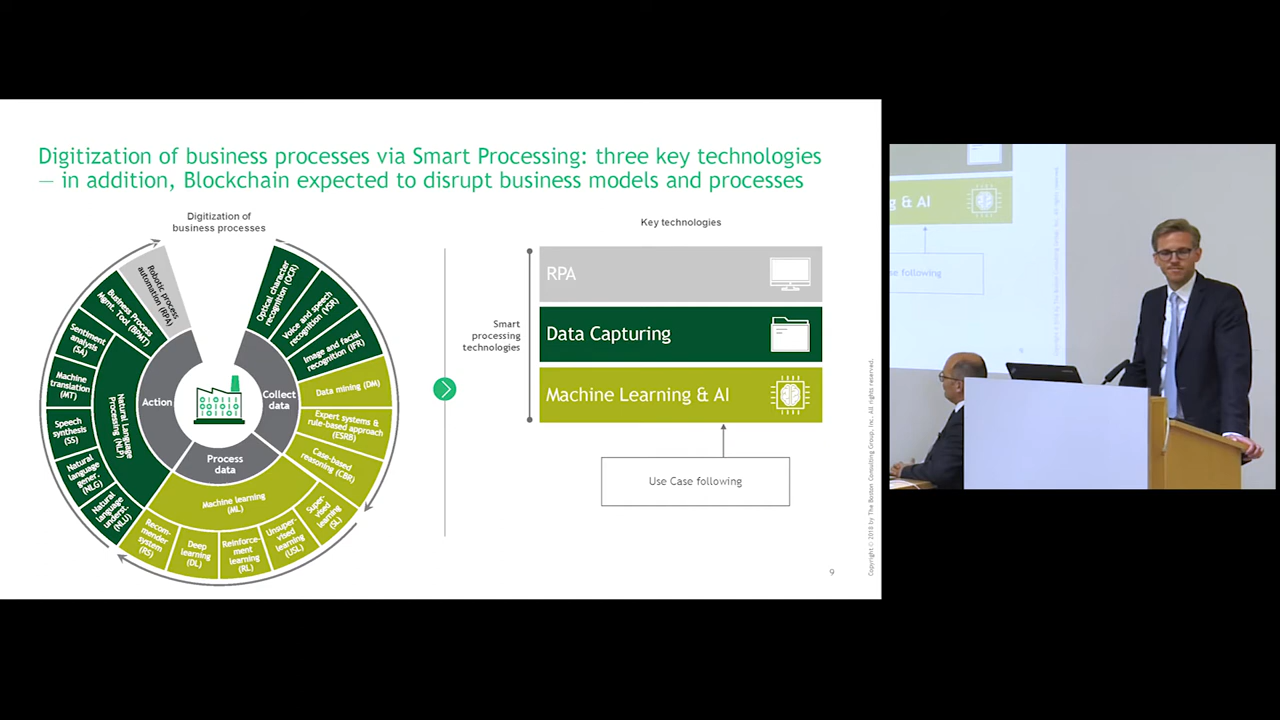 Digitization of business processes via Smart Processing: three key technologies
— in addition, Blockchain expected to disrupt business models and processes
Digitization of
business processes
Robotic process
automation (RPA)
Business Process
Mgmt. Tool (BPMT)
Sentiment
analysis
(SA)
Machine
translation
(MT)
Speech
synthesis
(SS)
Natural
language
gener.
(NLG)
Natural
language
underst.
(NLU)
Natural Language
Processing (NLP)
Action
Optical character
recognition (OCR)
Voice and speech
recognition (VSR)
Image and facial
recognition (IFR)
Collect
data
Data mining (DM)
Expert systems &
rule-based approach
(ESRB)
Case-based
reasoning (CBR)
Process
data
Machine learning
(ML)
Super-
vised
learning
(SL)
Unsuper-
vised
learning
(USL)
Reinforce-
ment
learning
(RL)
Deep
learning
(DL)
Recom-
mender
system
(RS)
Key technologies
Smart
processing
technologies
RPA
Data Capturing
Machine Learning & AI
Use Case following
9
Copyright © 2018 by The Boston Consulting Group, Inc. All rights reserved.
g & AI
se following